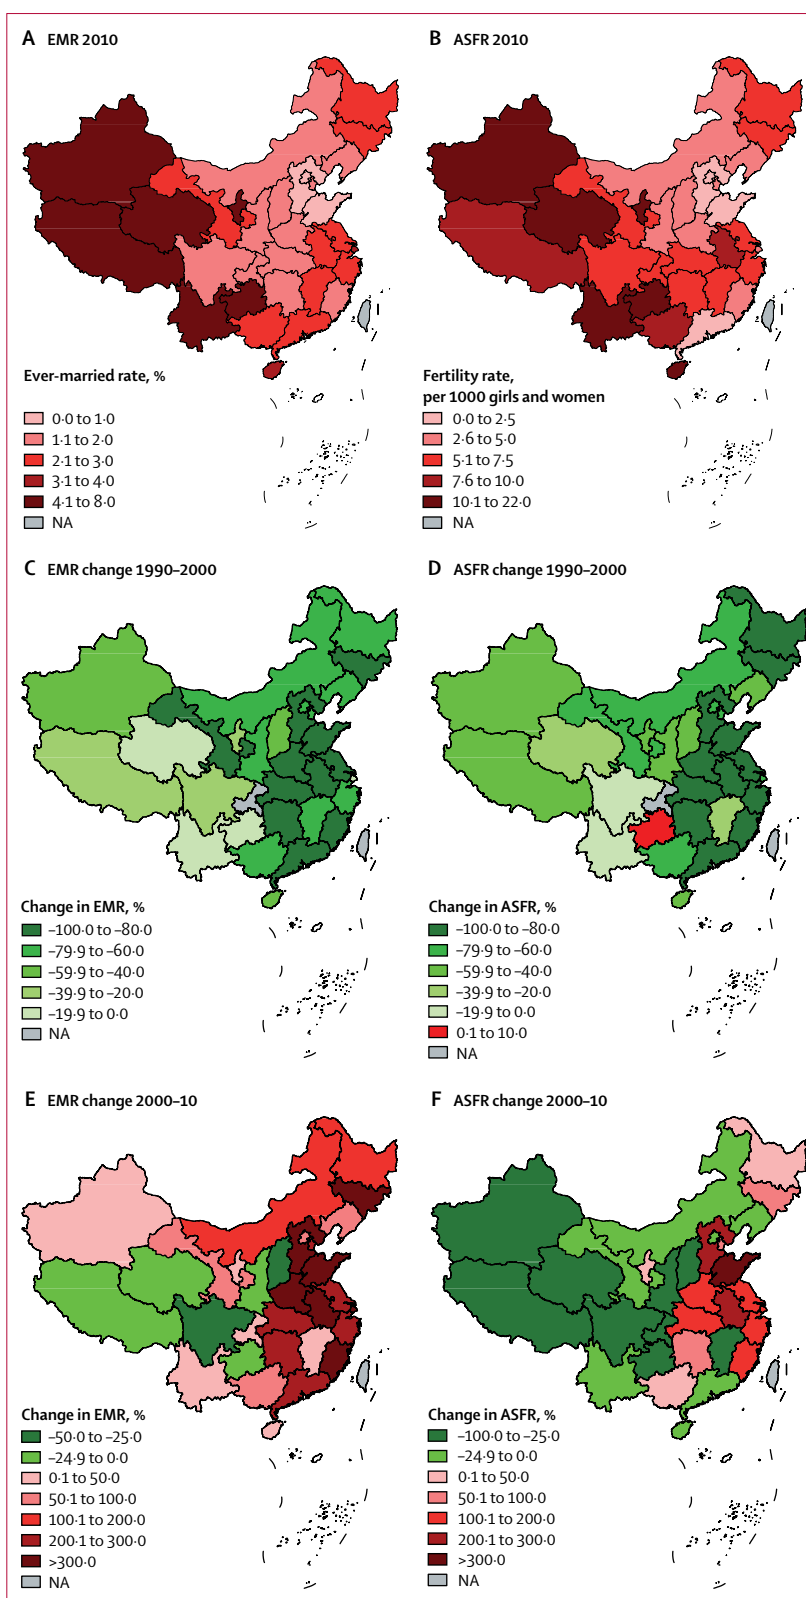 A EMR 2010
B ASFR 2010
Ever-married rate, %
0·0 to 1·0
1·1 to 2·0
2·1 to 3·0
3·1 to 4·0
4·1 to 8·0
NA
Fertility rate,
per 1000 girls and women
0·0 to 2·5
2·6 to 5·0
5·1 to 7·5
7·6 to 10·0
10·1 to 22·0
NA
C EMR change 1990–2000
D ASFR change 1990–2000
Change in EMR, %
–100·0 to –80·0
–79·9 to –60·0
–59·9 to –40·0
–39·9 to –20·0
–19·9 to 0·0
NA
Change in ASFR, %
–100·0 to –80·0
–79·9 to –60·0
–59·9 to –40·0
–39·9 to –20·0
–19·9 to 0·0
0·1 to 10·0
NA
E EMR change 2000–10
F ASFR change 2000–10
Change in EMR, %
–50·0 to –25·0
–24·9 to 0·0
0·1 to 50·0
50·1 to 100·0
100·1 to 200·0
200·1 to 300·0
>300·0
NA
Change in ASFR, %
–100·0 to –25·0
–24·9 to 0·0
0·1 to 50·0
50·1 to 100·0
100·1 to 200·0
200·1 to 300·0
>300·0
NA